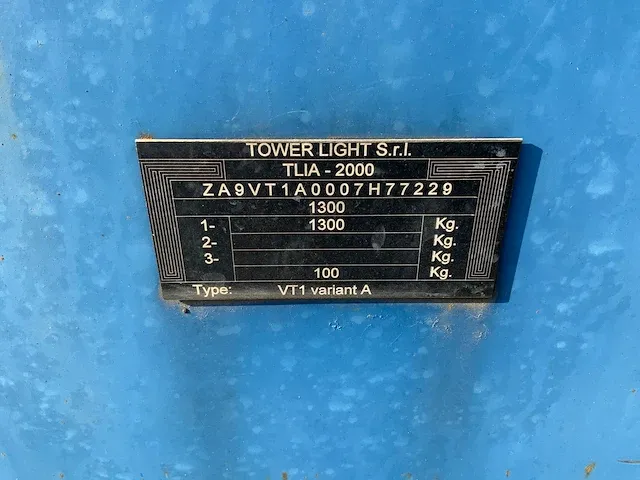 TOWER LIGHT S.r.l.
TLIA - 2000
ZA9VT1A0007H77229
1300
1- 1300 Kg.
2- Kg.
3- Kg.
100 Kg.
Type: VT1 variant A